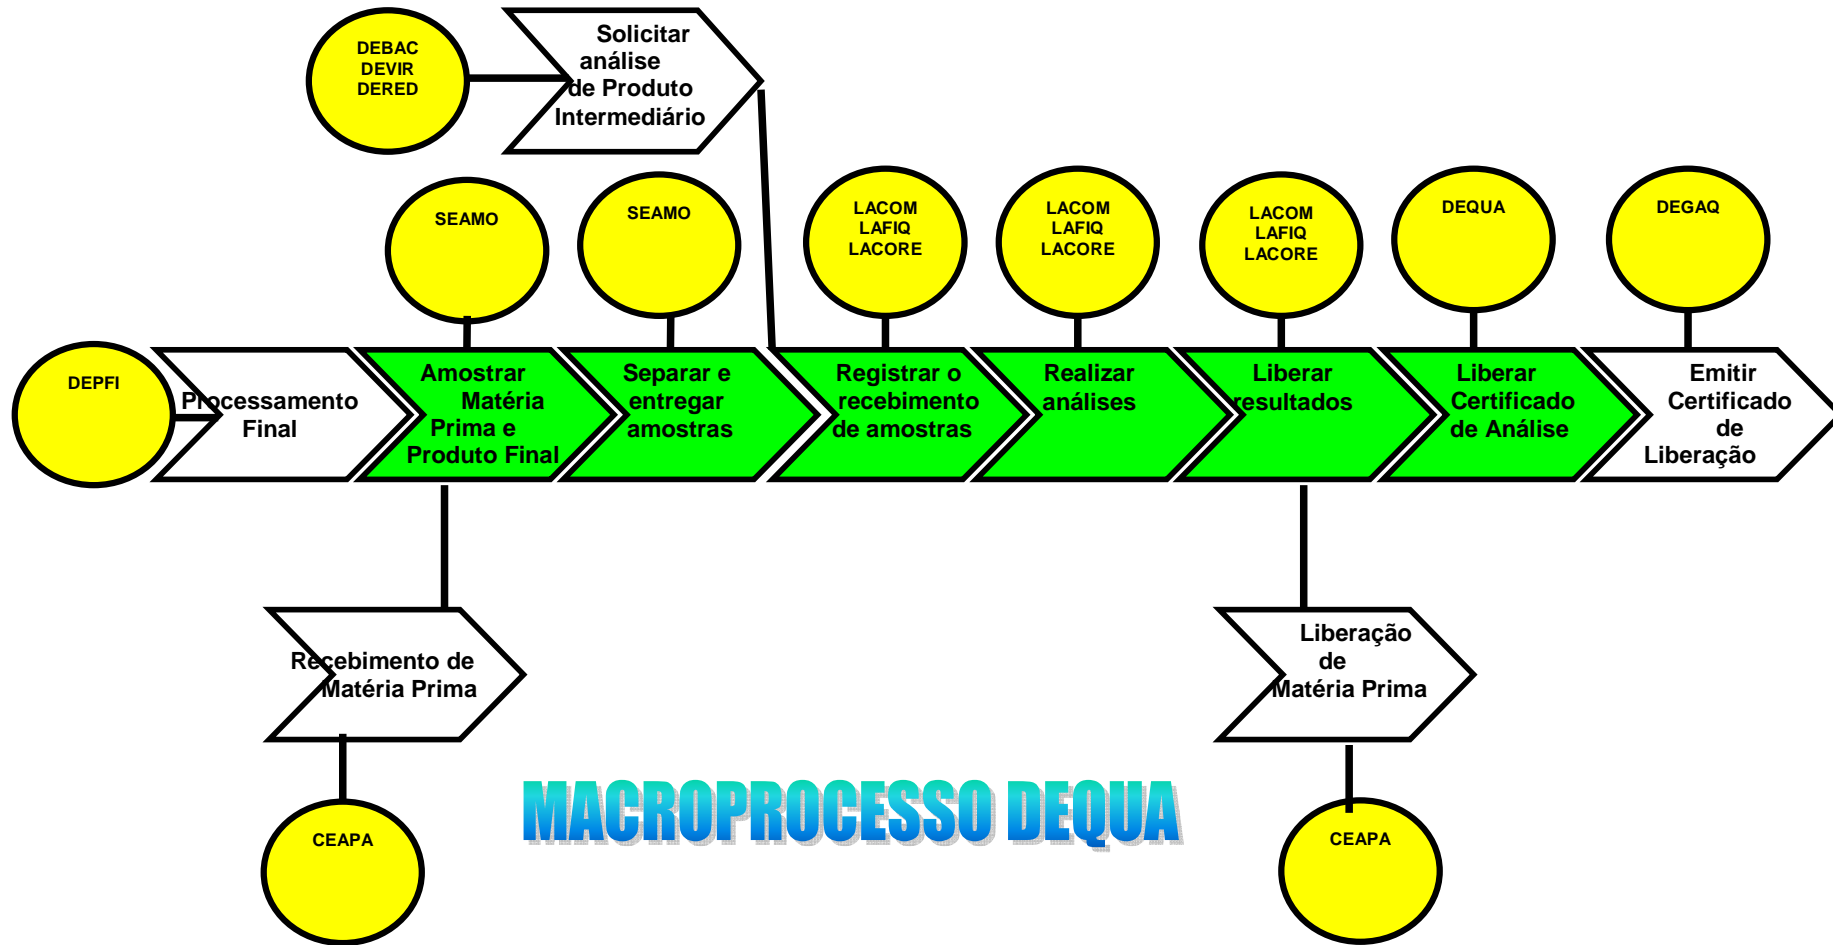 DEBAC
DEVIR
DERED
Solicitar
análise
de Produto
Intermediário
SEAMO
SEAMO
LACOM
LAFIQ
LACORE
LACOM
LAFIQ
LACORE
LACOM
LAFIQ
LACORE
DEQUA
DEGAQ
DEPFI
Processamento
Final
Amostrar
Matéria
Prima e
Produto Final
Separar e
entregar
amostras
Registrar o
recebimento
de amostras
Realizar
análises
Liberar
resultados
Liberar
Certificado
de Análise
Emitir
Certificado
de
Liberação
Recebimento de
Matéria Prima
Liberação
de
Matéria Prima
MACROPROCESSO DEQUA
CEAPA
CEAPA